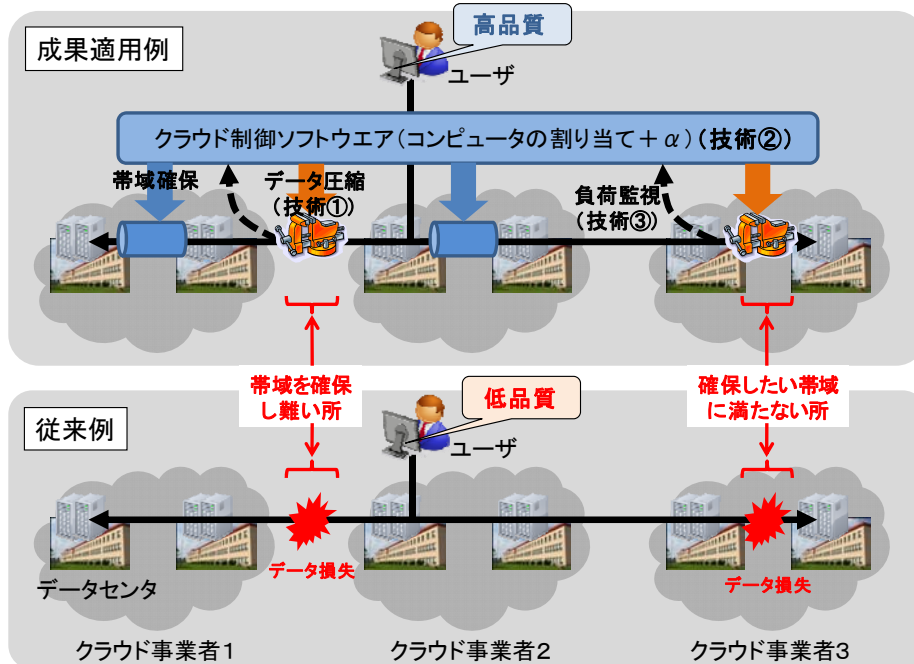 成果適用例
高品質
ユーザ
クラウド制御ソフトウエア(コンピュータの割り当て+α)(技術②)
帯域確保
データ圧縮
(技術①)
負荷監視
(技術③)
帯域を確保
し難い所
確保したい帯域
に満たない所
従来例
低品質
ユーザ
データ損失
データ損失
データセンタ
クラウド事業者1
クラウド事業者2
クラウド事業者3